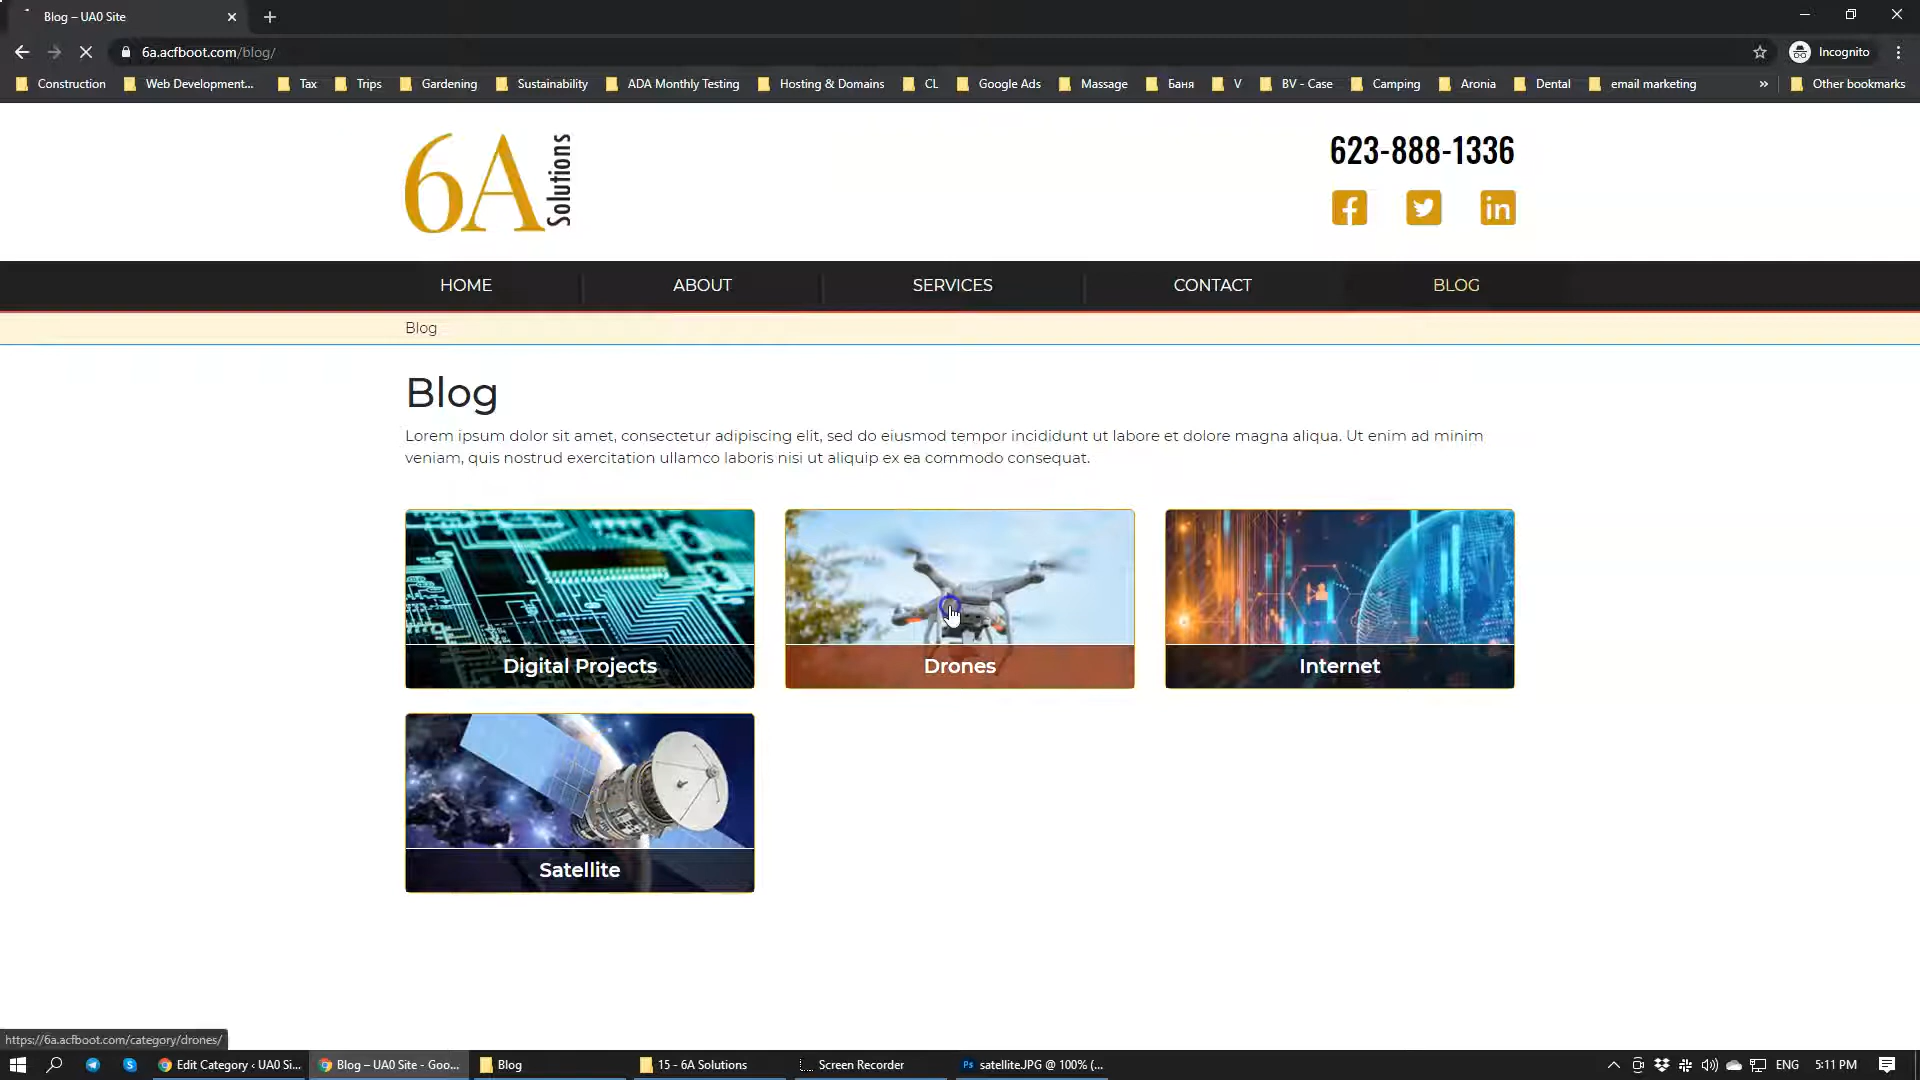 Blog – UA0 Site
6a.acfboot.com/blog/
Incognito
Construction
Web Development...
Tax
Trips
Gardening
Sustainability
ADA Monthly Testing
Hosting & Domains
CL
Google Ads
Massage
Баня
V
BV - Case
Camping
Aronia
Dental
email marketing
»
Other bookmarks
6A Solutions
623-888-1336
HOME
ABOUT
SERVICES
CONTACT
BLOG
Blog
Blog
Lorem ipsum dolor sit amet, consectetur adipiscing elit, sed do eiusmod tempor incididunt ut labore et dolore magna aliqua. Ut enim ad minim
veniam, quis nostrud exercitation ullamco laboris nisi ut aliquip ex ea commodo consequat.
Digital Projects
Drones
Internet
Satellite
https://6a.acfboot.com/category/drones/
Edit Category ‹ UA0 Si...
Blog – UA0 Site - Goo...
Blog
15 - 6A Solutions
Screen Recorder
Ps
satellite.JPG @ 100% (...
ENG
5:11 PM